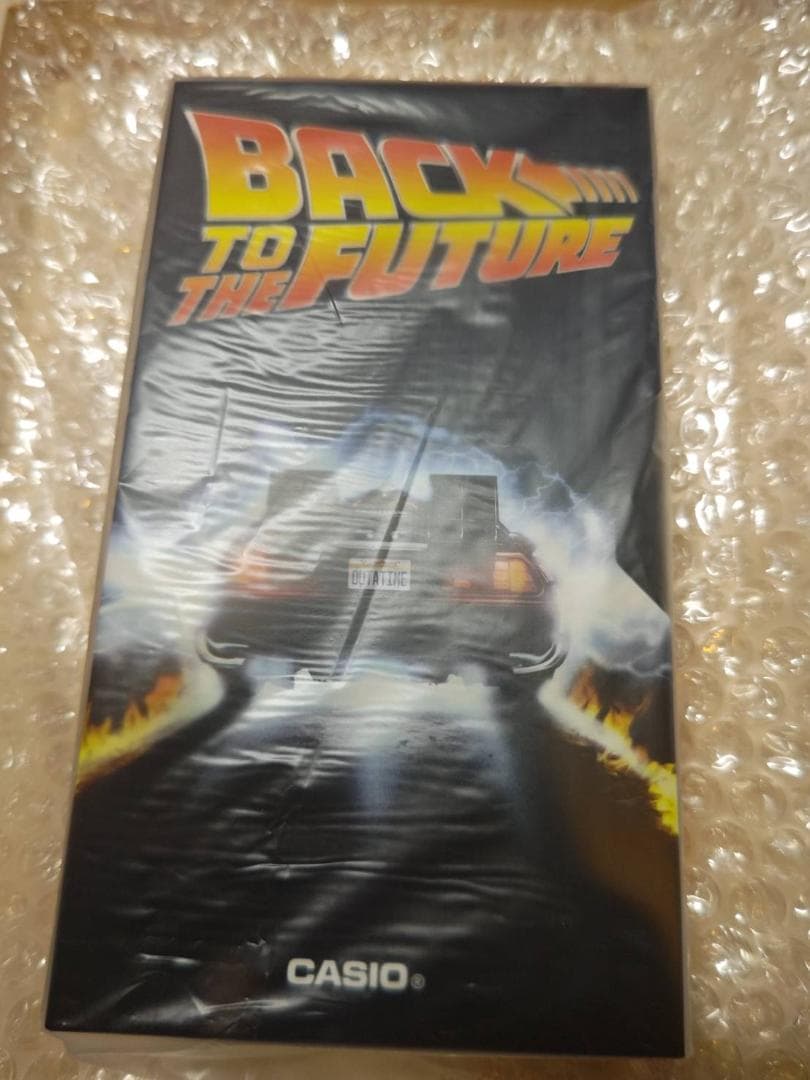 BACK
TO
THE FUTURE
OUTATIME
CASIO®